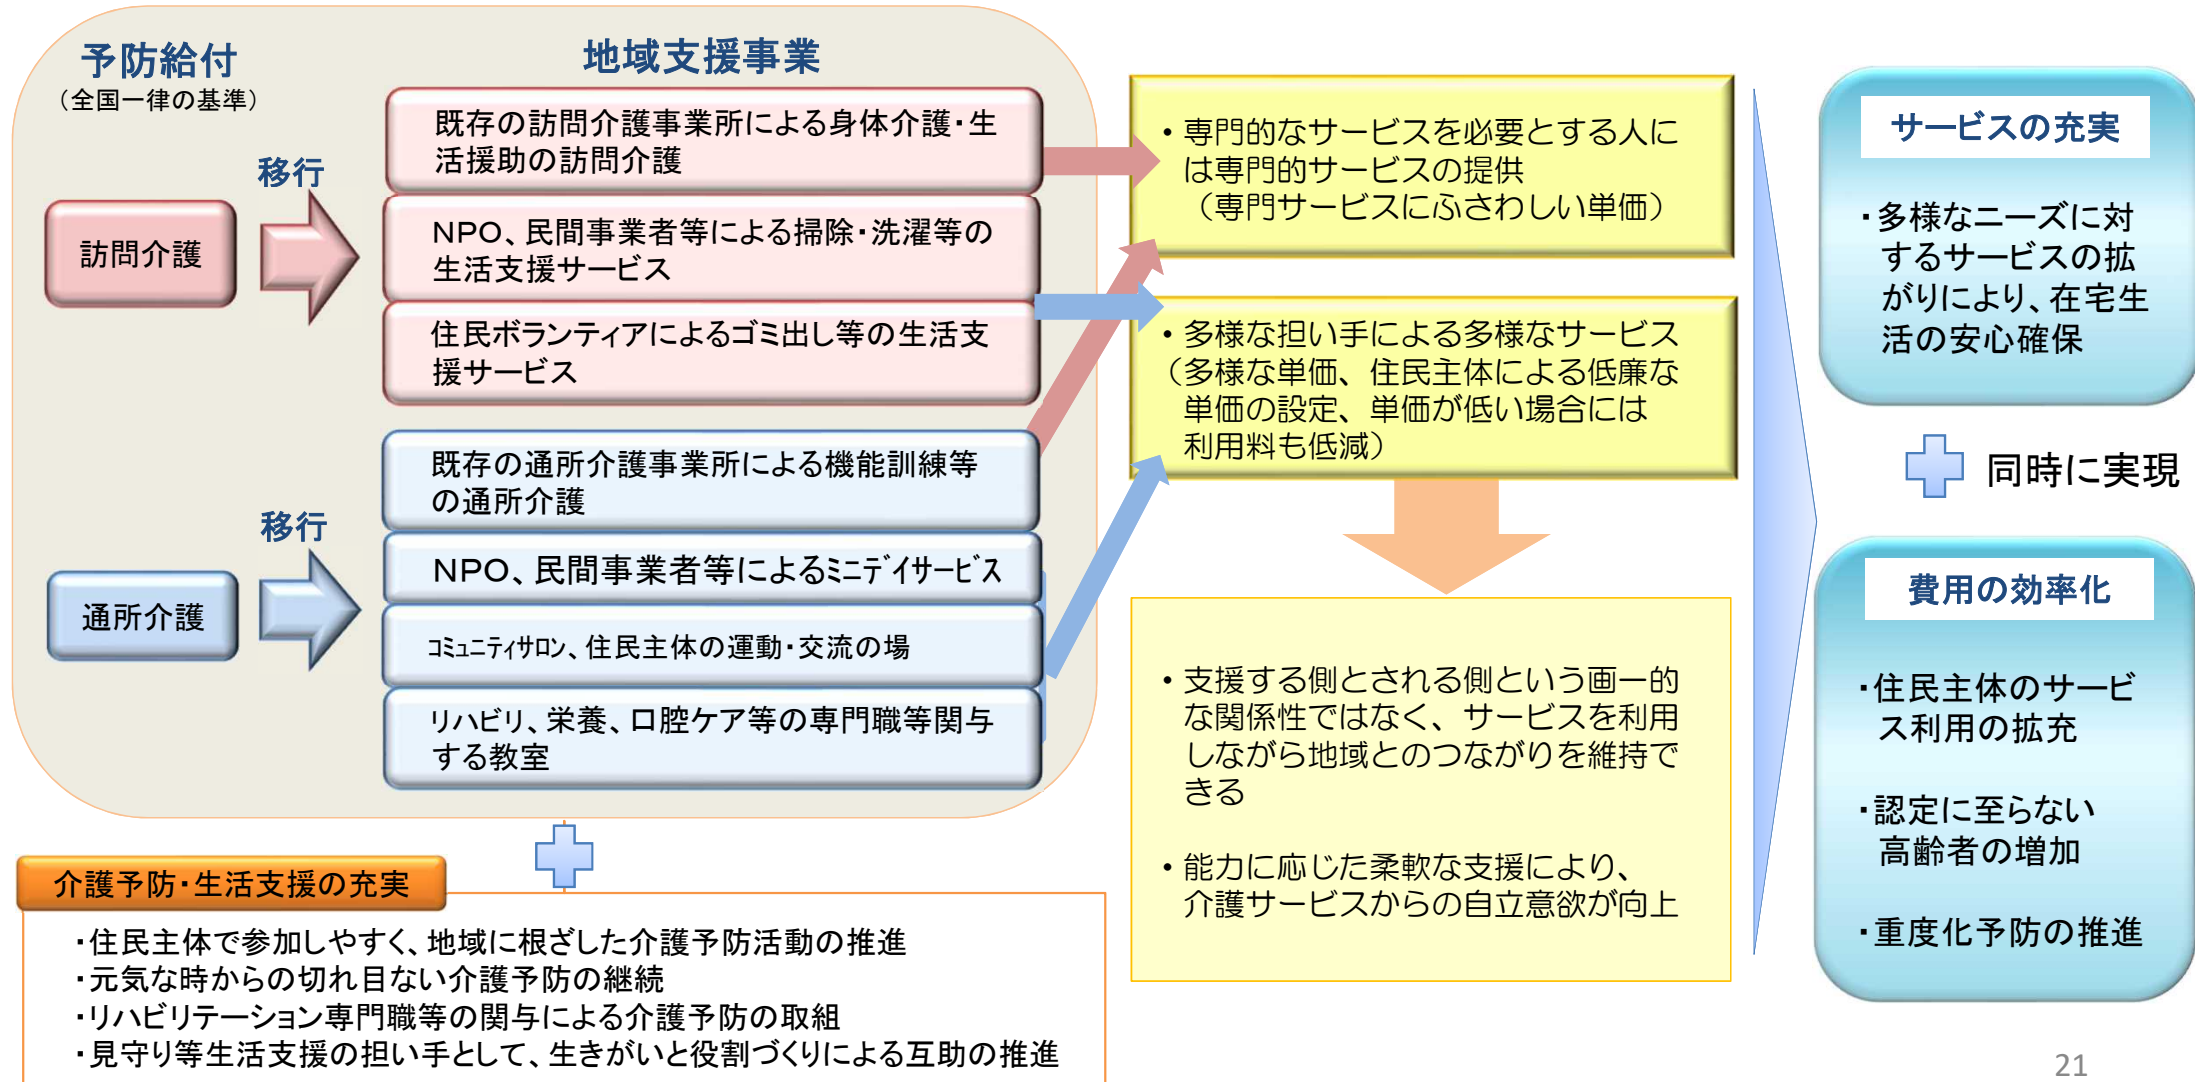 予防給付
（全国一律の基準）
地域支援事業
移行
訪問介護
既存の訪問介護事業所による身体介護・生
活援助の訪問介護
NPO、民間事業者等による掃除・洗濯等の
生活支援サービス
住民ボランティアによるゴミ出し等の生活支
援サービス
移行
通所介護
既存の通所介護事業所による機能訓練等
の通所介護
NPO、民間事業者等によるﾐﾆﾃﾞｲｻｰﾋﾞｽ
ｺﾐｭﾆﾃｨｻﾛﾝ、住民主体の運動・交流の場
リハビリ、栄養、口腔ケア等の専門職等関与
する教室
・専門的なサービスを必要とする人に
は専門的サービスの提供
（専門サービスにふさわしい単価）
・多様な担い手による多様なサービス
（多様な単価、住民主体による低廉な
単価の設定、単価が低い場合には
利用料も低減）
・支援する側とされる側という画一的
な関係性ではなく、サービスを利用
しながら地域とのつながりを維持で
きる
・能力に応じた柔軟な支援により、
介護サービスからの自立意欲が向上
サービスの充実
・多様なニーズに対
するサービスの拡
がりにより、在宅生
活の安心確保
同時に実現
費用の効率化
・住民主体のサービ
ス利用の拡充
・認定に至らない
高齢者の増加
・重度化予防の推進
介護予防・生活支援の充実
・住民主体で参加しやすく、地域に根ざした介護予防活動の推進
・元気な時からの切れ目ない介護予防の継続
・リハビリテーション専門職等の関与による介護予防の取組
・見守り等生活支援の担い手として、生きがいと役割づくりによる互助の推進
21